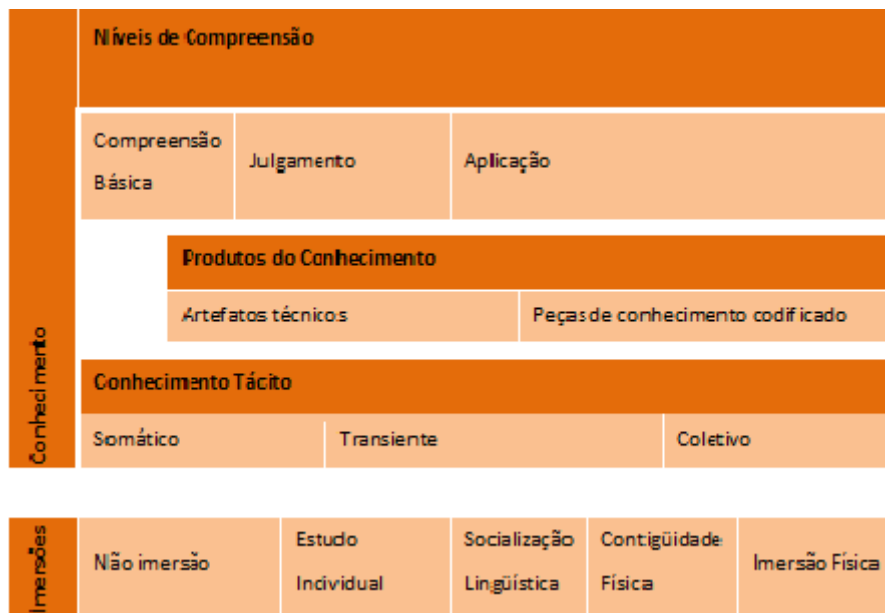 Níveis de Compreensão
Compreensão
Básica
Julgamento
Aplicação
Produtos do Conhecimento
Artefatos técnicos
Peças de conhecimento codificado
Conhecimento
Conhecimento Tácito
Somático
Transiente
Coletivo
Imersões
Não imersão
Estudo
Individual
Socialização
Lingüística
Contigüidade
Física
Imersão Física